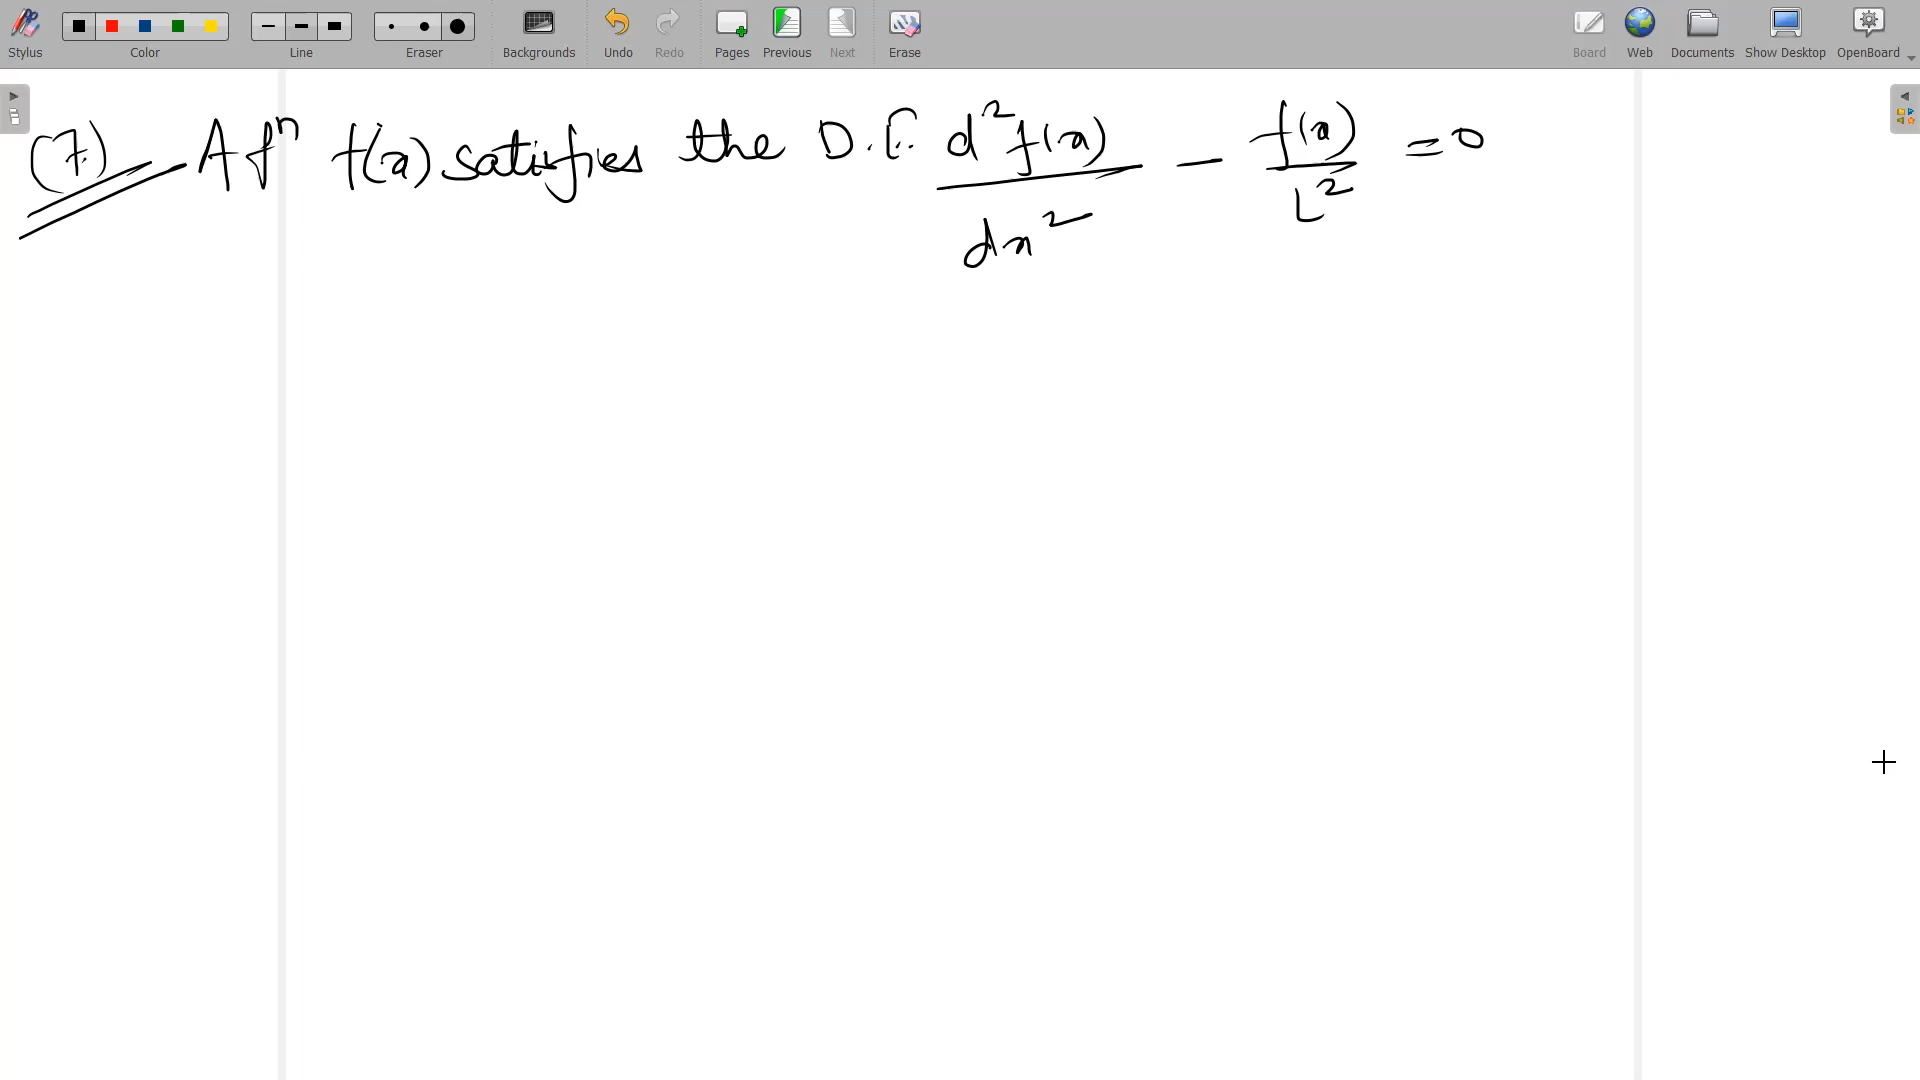 Stylus Color Line Eraser Backgrounds Undo Redo Pages Previous Next Erase Board Web Documents Show Desktop OpenBoard
(7) A fⁿ f(x) satisfies the D.E. d²f(x)/dx² - f(x)/L² = 0